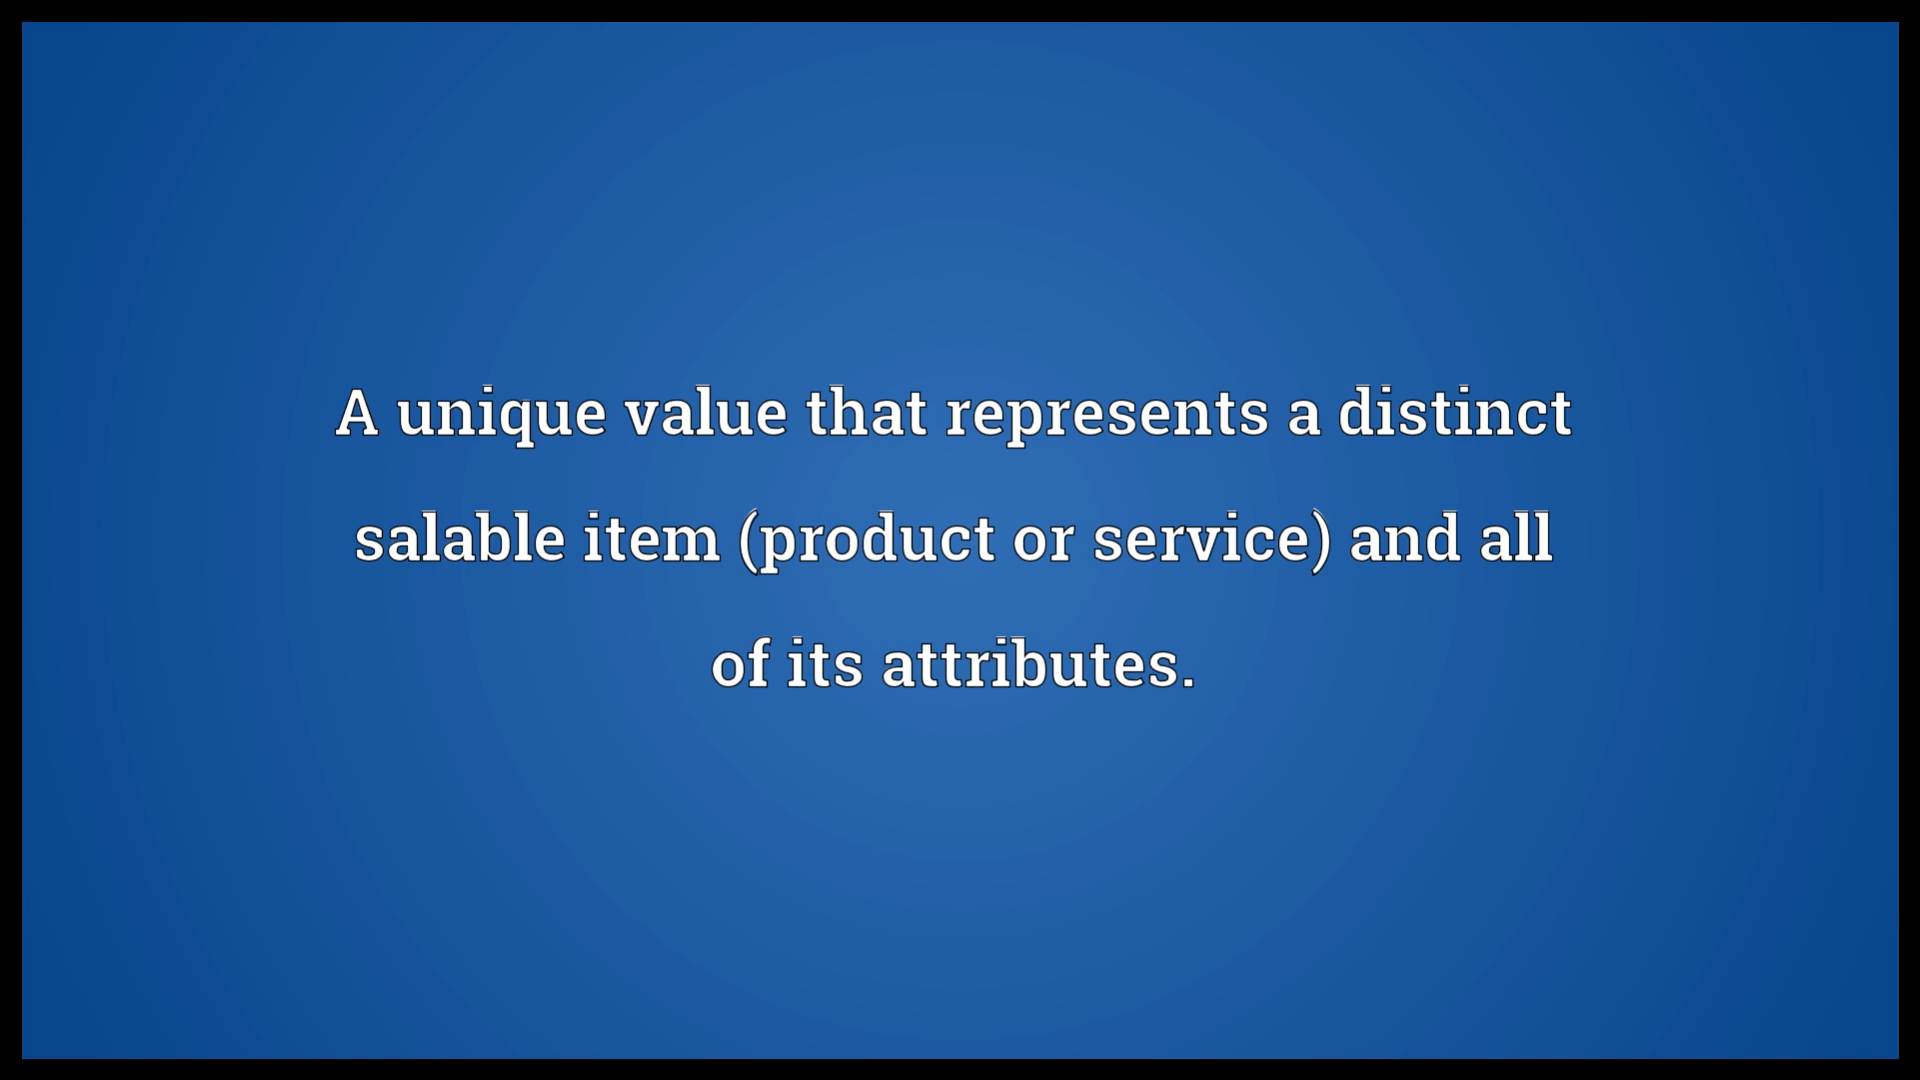 A unique value that represents a distinct
salable item (product or service) and all
of its attributes.